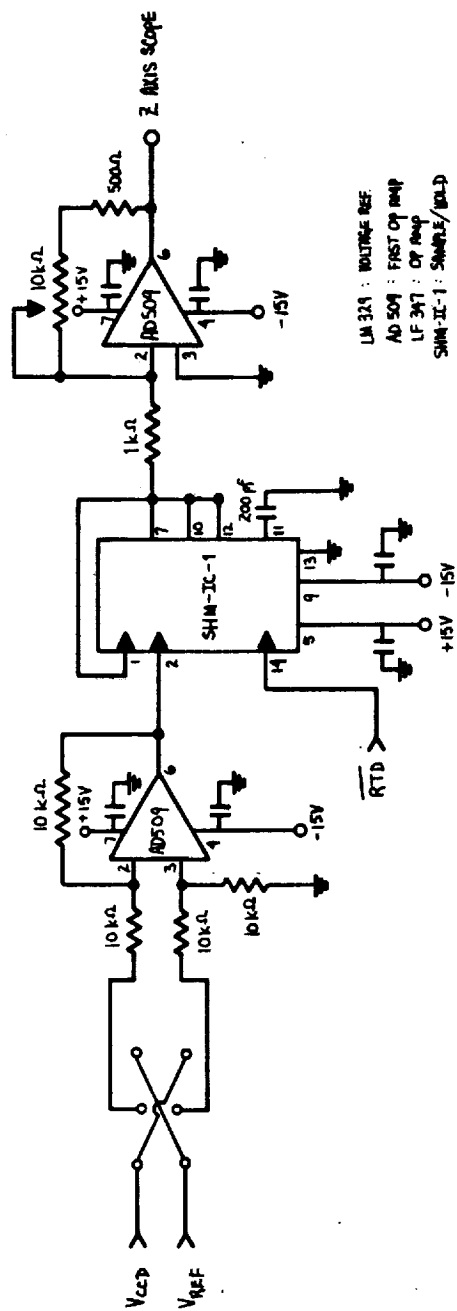 VCCD
VREF
10kΩ
10kΩ
10kΩ
10kΩ
+15V
7
2
3
AD509
6
4
-15V
RTD
1
2
14
SHM-IC-1
7
10
12
11
200 pf
13
9
5
+15V
-15V
1kΩ
10kΩ
500Ω
+15V
7
2
3
AD509
6
4
-15V
Z AXIS SCOPE
LM 329 : VOLTAGE REF.
AD 509 : FAST OP AMP
LF 347 : OP AMP
SHM-IC-1 : SAMPLE/HOLD